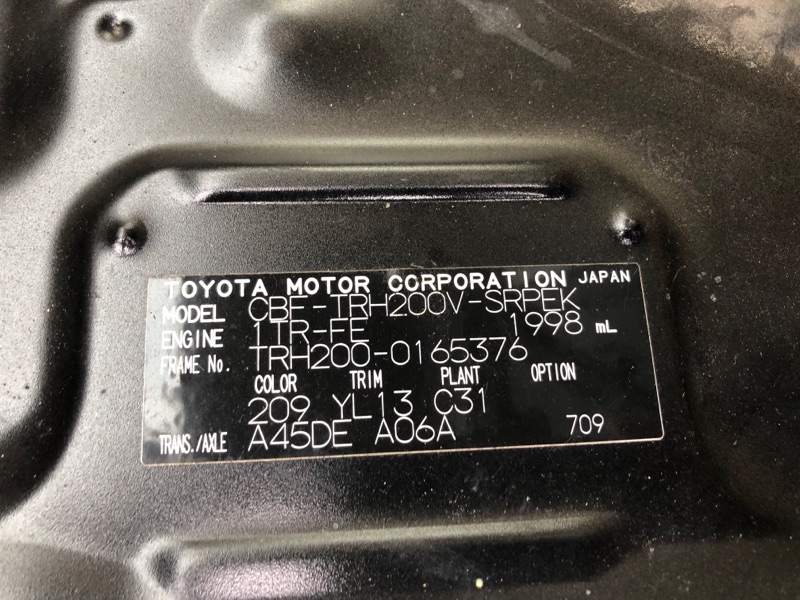 TOYOTA MOTOR CORPORATION JAPAN
MODEL CBF-TRH200V-SRPEK
ENGINE 1TR-FE 1998 mL
FRAME No. TRH200-0165376
COLOR TRIM PLANT OPTION
209 YL13 C31
TRANS./AXLE A45DE A06A 709